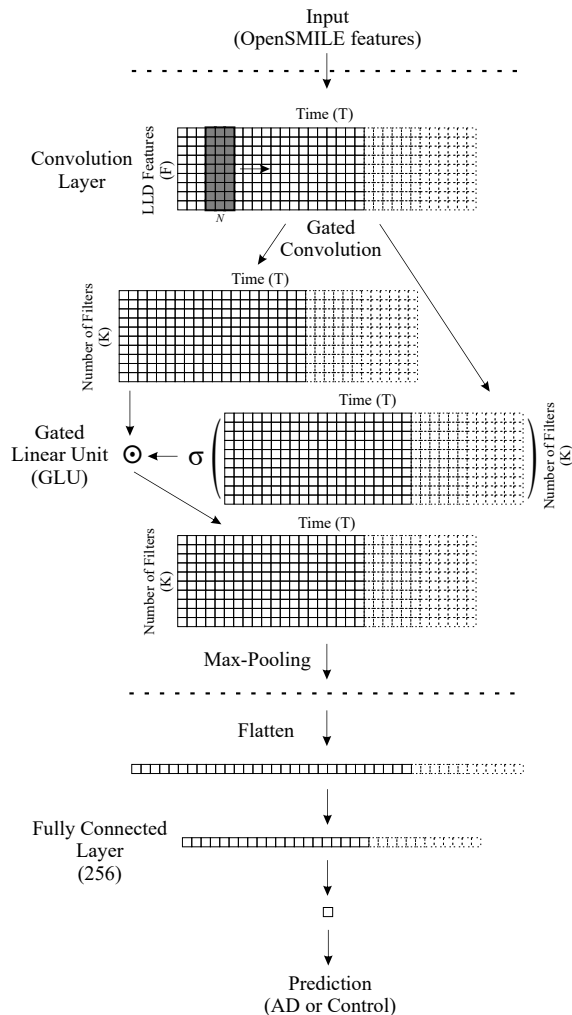 Input
(OpenSMILE features)
Time (T)
Convolution
Layer
LLD Features
(F)
N
Gated
Convolution
Time (T)
Number of Filters
(K)
Time (T)
Gated
Linear Unit
(GLU)
⊙
σ
(
)
Number of Filters
(K)
Time (T)
Number of Filters
(K)
Max-Pooling
Flatten
Fully Connected
Layer
(256)
Prediction
(AD or Control)